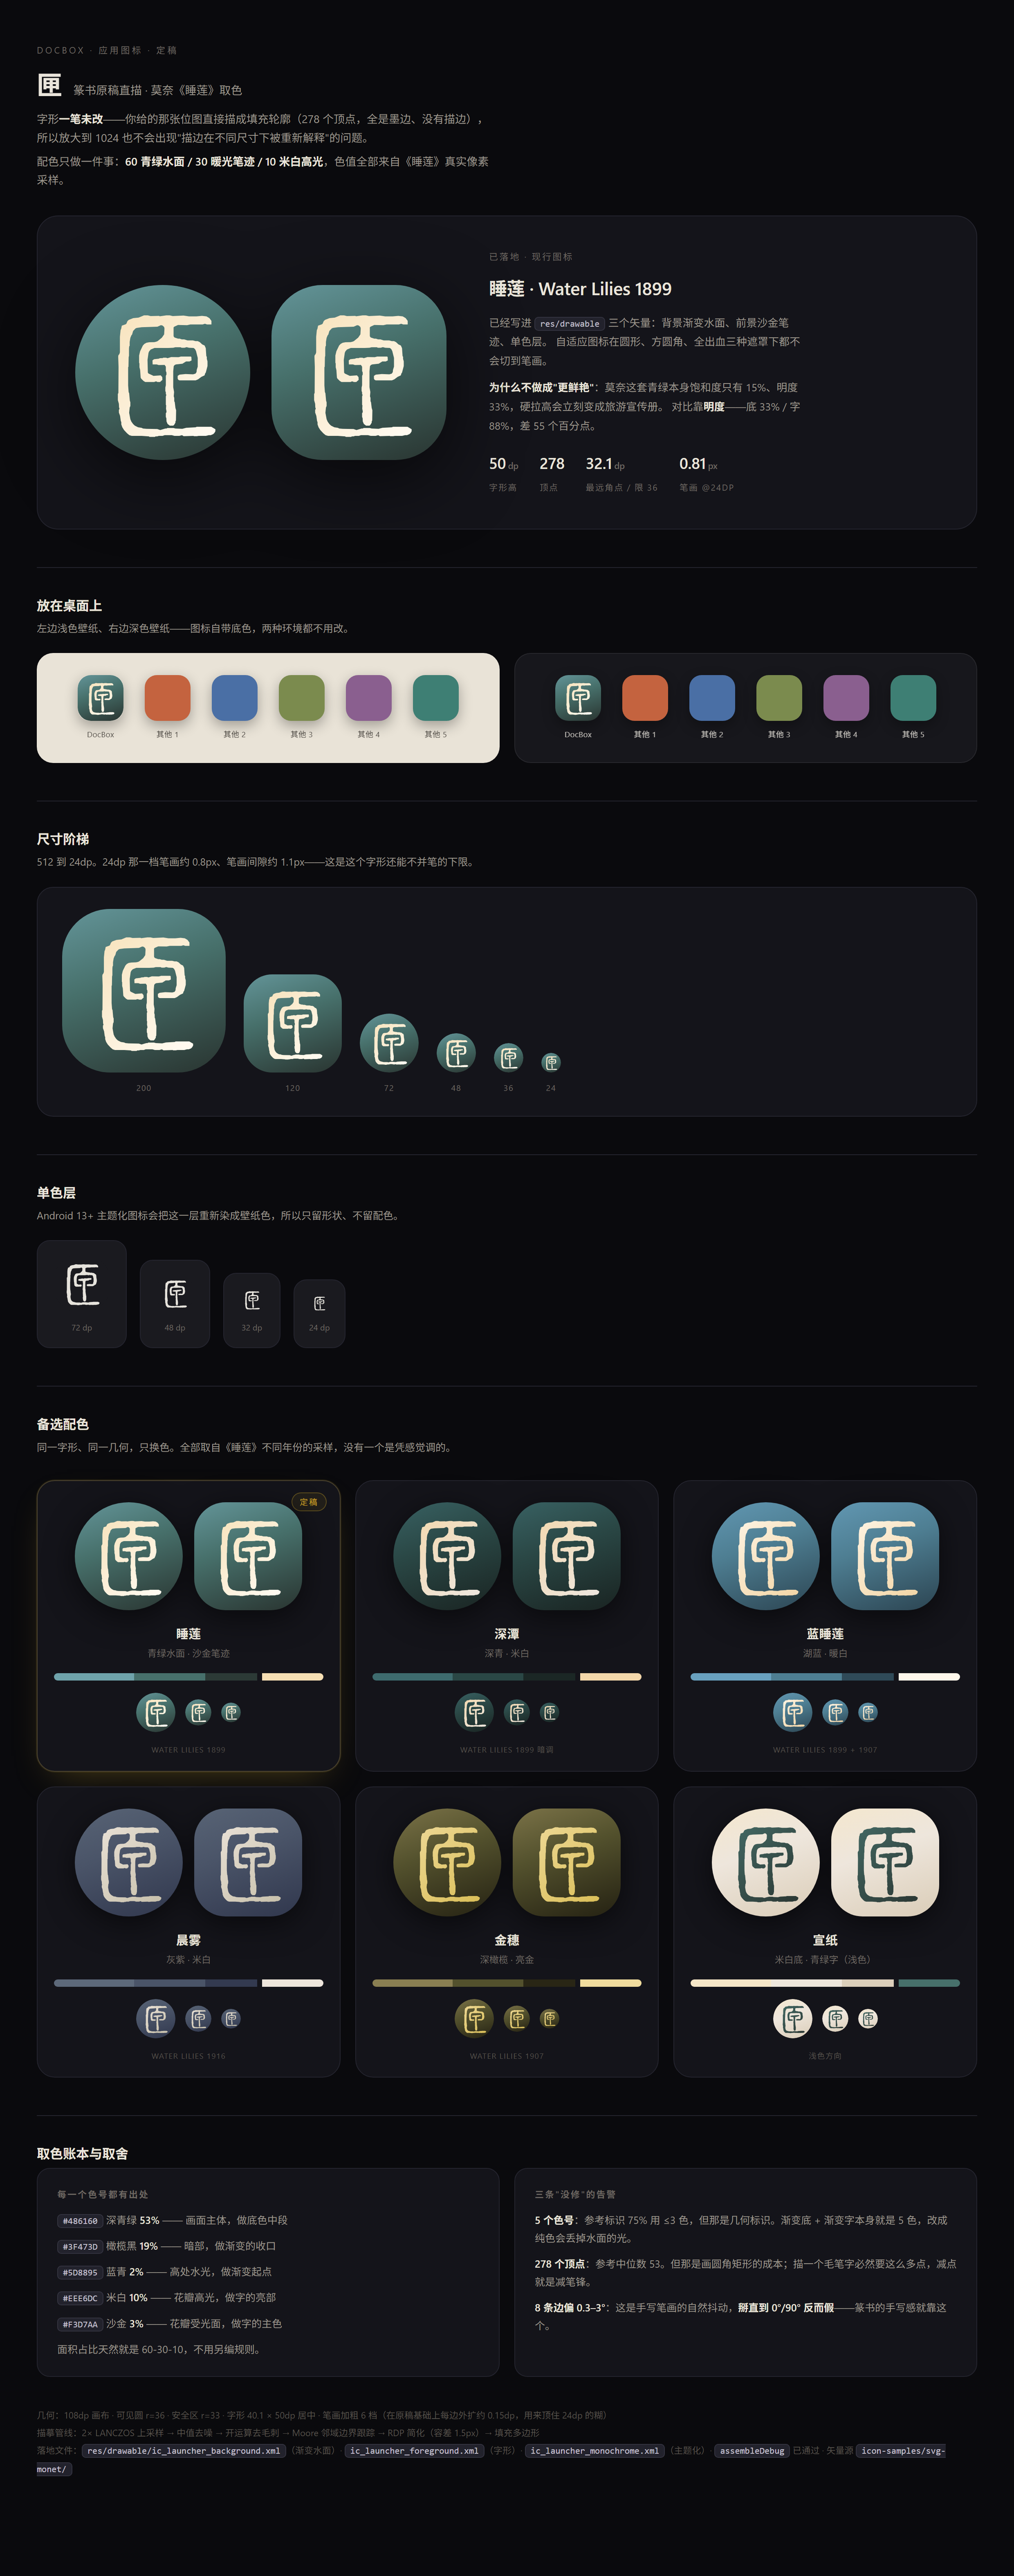 DOCBOX · 应用图标 · 定稿
匣 篆书原稿直描 · 莫奈《睡莲》取色
字形一笔未改——你给的那张位图直接描成填充轮廓（278 个顶点，全是墨边、没有描边），
所以放大到 1024 也不会出现"描边在不同尺寸下被重新解释"的问题。
配色只做一件事：60 青绿水面 / 30 暖光笔迹 / 10 米白高光，色值全部来自《睡莲》真实像素
采样。
已落地 · 现行图标
睡莲 · Water Lilies 1899
已经写进 res/drawable 三个矢量：背景渐变水面、前景沙金笔
迹、单色层。 自适应图标在圆形、方圆角、全出血三种遮罩下都不
会切到笔画。
为什么不做成"更鲜艳"：莫奈这套青绿本身饱和度只有 15%、明度
33%，硬拉高会立刻变成旅游宣传册。 对比靠明度——底 33% / 字
88%，差 55 个百分点。
50 dp 278 32.1 dp 0.81 px
字形高 顶点 最远角点 / 限 36 笔画 @24DP
放在桌面上
左边浅色壁纸、右边深色壁纸——图标自带底色，两种环境都不用改。
DocBox 其他 1 其他 2 其他 3 其他 4 其他 5
DocBox 其他 1 其他 2 其他 3 其他 4 其他 5
尺寸阶梯
512 到 24dp。24dp 那一档笔画约 0.8px、笔画间隙约 1.1px——这是这个字形还能不并笔的下限。
200 120 72 48 36 24
单色层
Android 13+ 主题化图标会把这一层重新染成壁纸色，所以只留形状、不留配色。
72 dp 48 dp 32 dp 24 dp
备选配色
同一字形、同一几何，只换色。全部取自《睡莲》不同年份的采样，没有一个是凭感觉调的。
定稿
睡莲
青绿水面 · 沙金笔迹
WATER LILIES 1899
深潭
深青 · 米白
WATER LILIES 1899 暗调
蓝睡莲
湖蓝 · 暖白
WATER LILIES 1899 + 1907
晨雾
灰紫 · 米白
WATER LILIES 1916
金穗
深橄榄 · 亮金
WATER LILIES 1907
宣纸
米白底 · 青绿字（浅色）
浅色方向
取色账本与取舍
每一个色号都有出处
#486160 深青绿 53% —— 画面主体，做底色中段
#3F473D 橄榄黑 19% —— 暗部，做渐变的收口
#5D8895 蓝青 2% —— 高处水光，做渐变起点
#EEE6DC 米白 10% —— 花瓣高光，做字的亮部
#F3D7AA 沙金 3% —— 花瓣受光面，做字的主色
面积占比天然就是 60-30-10，不用另编规则。
三条"没修"的告警
5 个色号：参考标识 75% 用 ≤3 色，但那是几何标识。渐变底 + 渐变字本身就是 5 色，改成
纯色会丢掉水面的光。
278 个顶点：参考中位数 53。但那是画圆角矩形的成本；描一个毛笔字必然要这么多点，减点
就是减笔锋。
8 条边偏 0.3–3°：这是手写笔画的自然抖动，掰直到 0°/90° 反而假——篆书的手写感就靠这
个。
几何：108dp 画布 · 可见圆 r=36 · 安全区 r=33 · 字形 40.1 × 50dp 居中 · 笔画加粗 6 档（在原稿基础上每边外扩约 0.15dp，用来顶住 24dp 的糊）
描摹管线：2× LANCZOS 上采样 → 中值去噪 → 开运算去毛刺 → Moore 邻域边界跟踪 → RDP 简化（容差 1.5px）→ 填充多边形
落地文件： res/drawable/ic_launcher_background.xml （渐变水面）· ic_launcher_foreground.xml （字形）· ic_launcher_monochrome.xml （主题化）· assembleDebug 已通过 · 矢量源 icon-samples/svg-
monet/